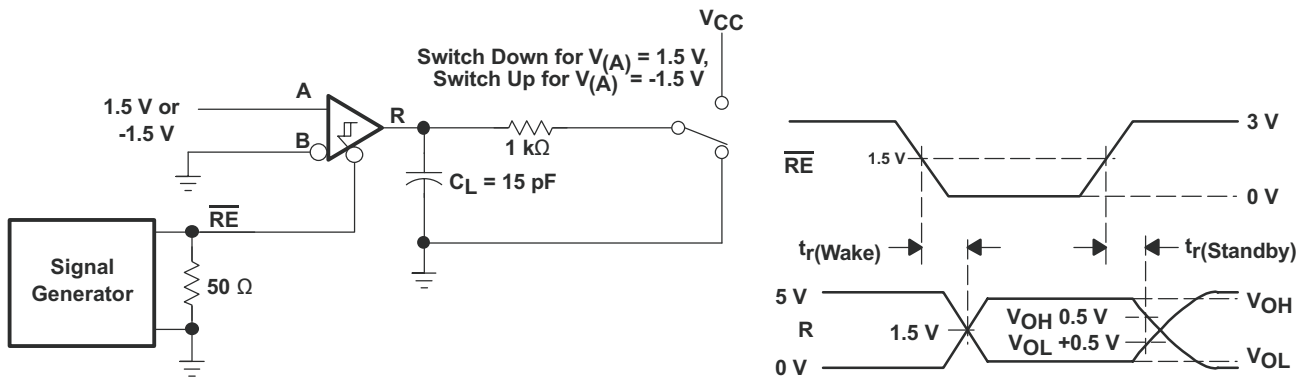 VCC
Switch Down for V(A) = 1.5 V,
Switch Up for V(A) = -1.5 V
1.5 V or
-1.5 V
A
B
R
1 kΩ
CL = 15 pF
RE
Signal
Generator
50 Ω
RE
1.5 V
3 V
0 V
tr(Wake)
tr(Standby)
5 V
R
1.5 V
0 V
VOH 0.5 V
VOL +0.5 V
VOH
VOL